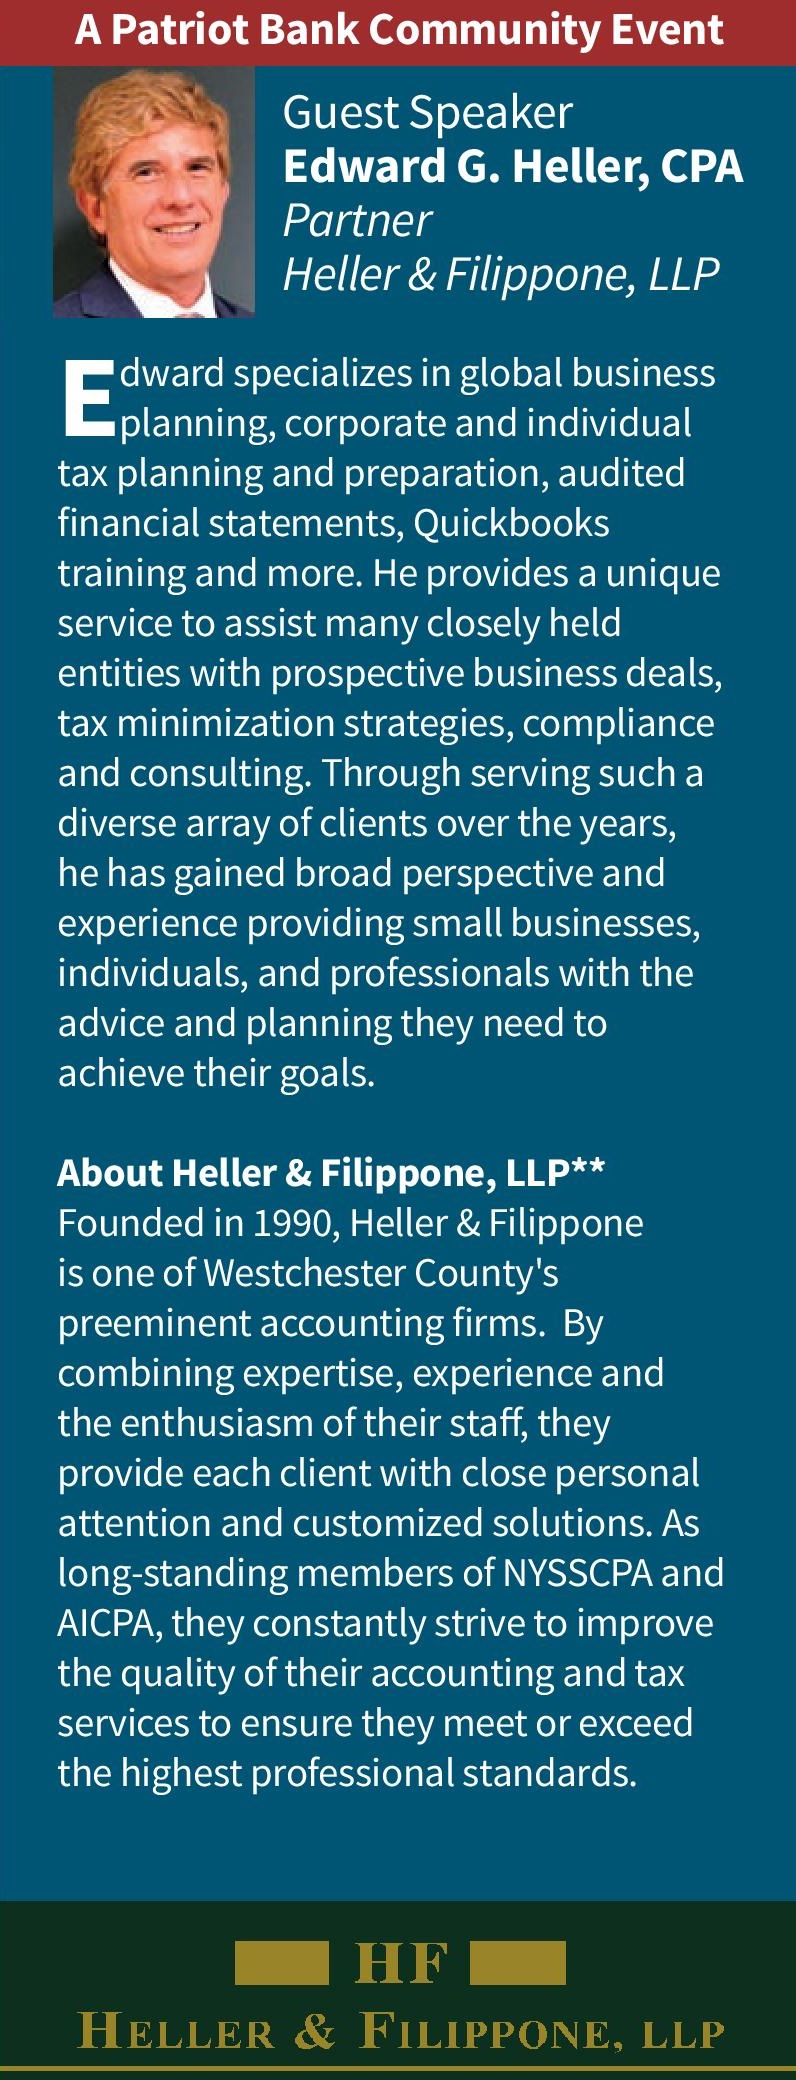 A Patriot Bank Community Event
Guest Speaker
Edward G. Heller, CPA
Partner
Heller & Filippone, LLP
Edward specializes in global business
planning, corporate and individual
tax planning and preparation, audited
financial statements, Quickbooks
training and more. He provides a unique
service to assist many closely held
entities with prospective business deals,
tax minimization strategies, compliance
and consulting. Through serving such a
diverse array of clients over the years,
he has gained broad perspective and
experience providing small businesses,
individuals, and professionals with the
advice and planning they need to
achieve their goals.
About Heller & Filippone, LLP**
Founded in 1990, Heller & Filippone
is one of Westchester County's
preeminent accounting firms.  By
combining expertise, experience and
the enthusiasm of their staff, they
provide each client with close personal
attention and customized solutions. As
long-standing members of NYSSCPA and
AICPA, they constantly strive to improve
the quality of their accounting and tax
services to ensure they meet or exceed
the highest professional standards.
HF
HELLER & FILIPPONE, LLP